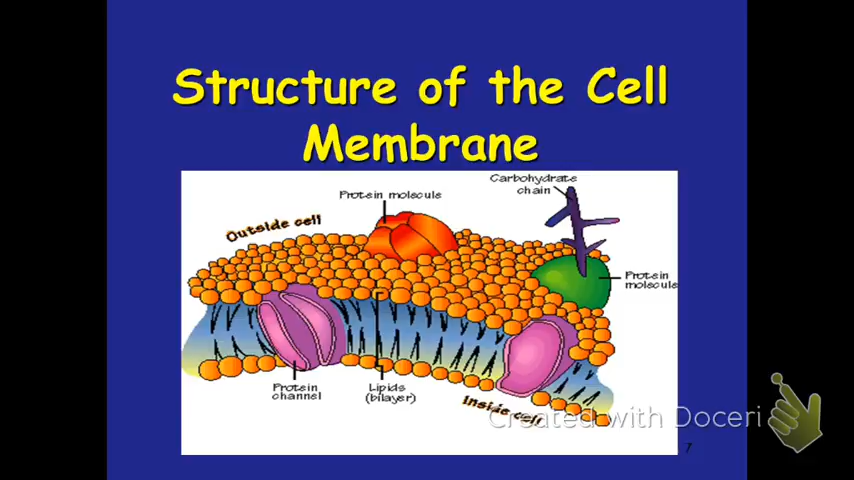 Structure of the Cell
Membrane
Carbohydrate
chain
Protein molecule
Outside cell
Protein
molecule
Protein
channel
Lipids
(bilayer)
Inside cell
Created with Doceri
7